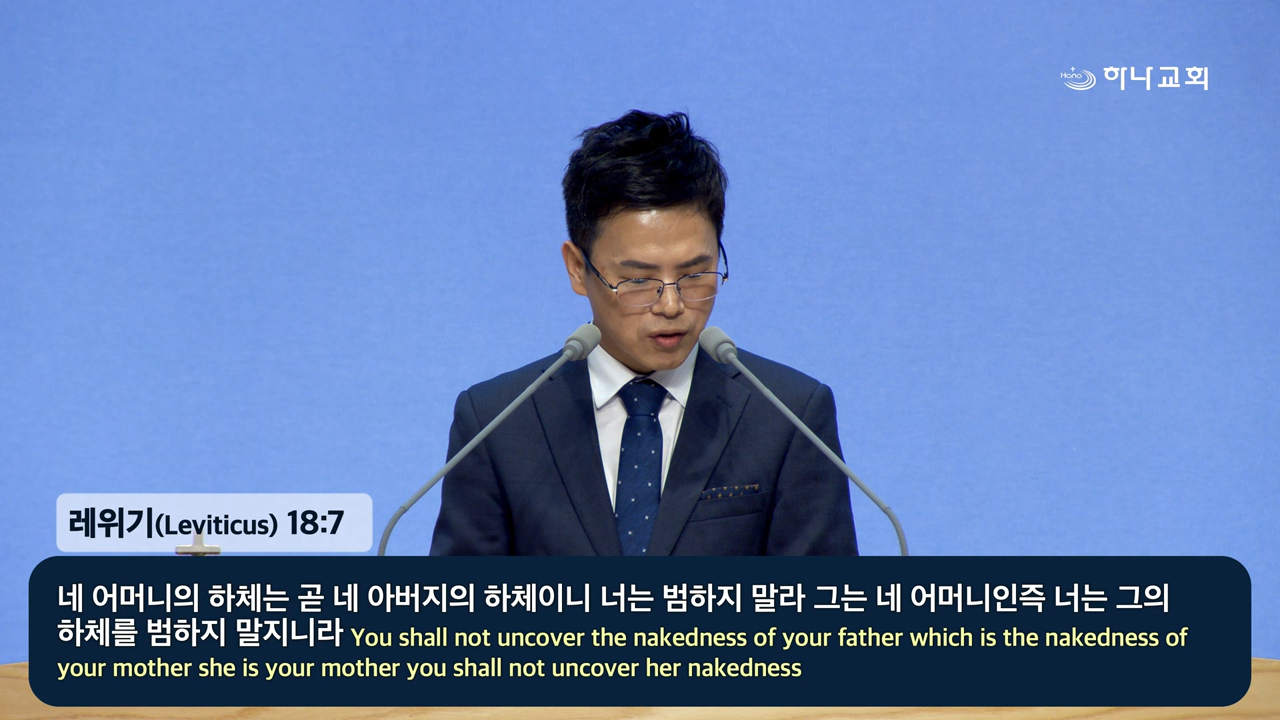 Hana 하나교회
레위기(Leviticus) 18:7
네 어머니의 하체는 곧 네 아버지의 하체이니 너는 범하지 말라 그는 네 어머니인즉 너는 그의
하체를 범하지 말지니라 You shall not uncover the nakedness of your father which is the nakedness of
your mother she is your mother you shall not uncover her nakedness